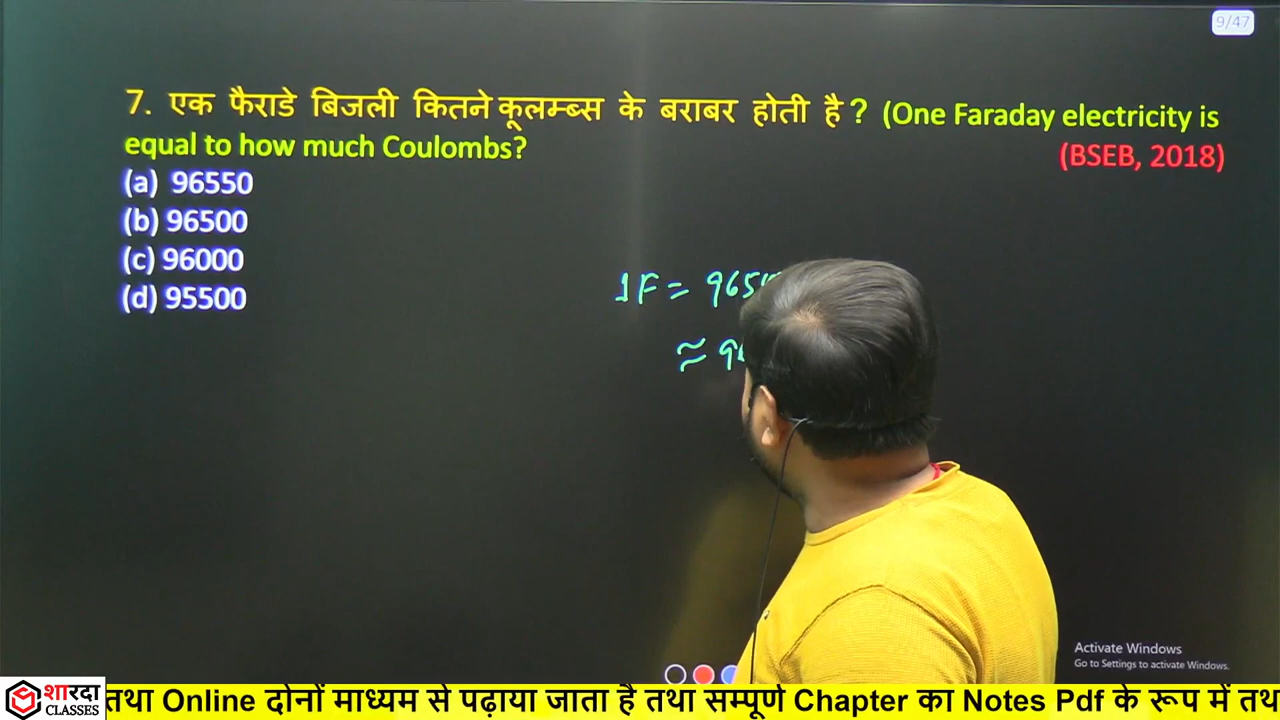 9/47
7. एक फैराडे बिजली कितने कूलम्ब्स के बराबर होती है ? (One Faraday electricity is
equal to how much Coulombs? (BSEB, 2018)
(a) 96550
(b) 96500
(c) 96000
(d) 95500
1F =
≈
Activate Windows
Go to Settings to activate Windows.
शारदा
CLASSES
तथा Online दोनों माध्यम से पढ़ाया जाता है तथा सम्पूर्ण Chapter का Notes Pdf के रूप में तथ